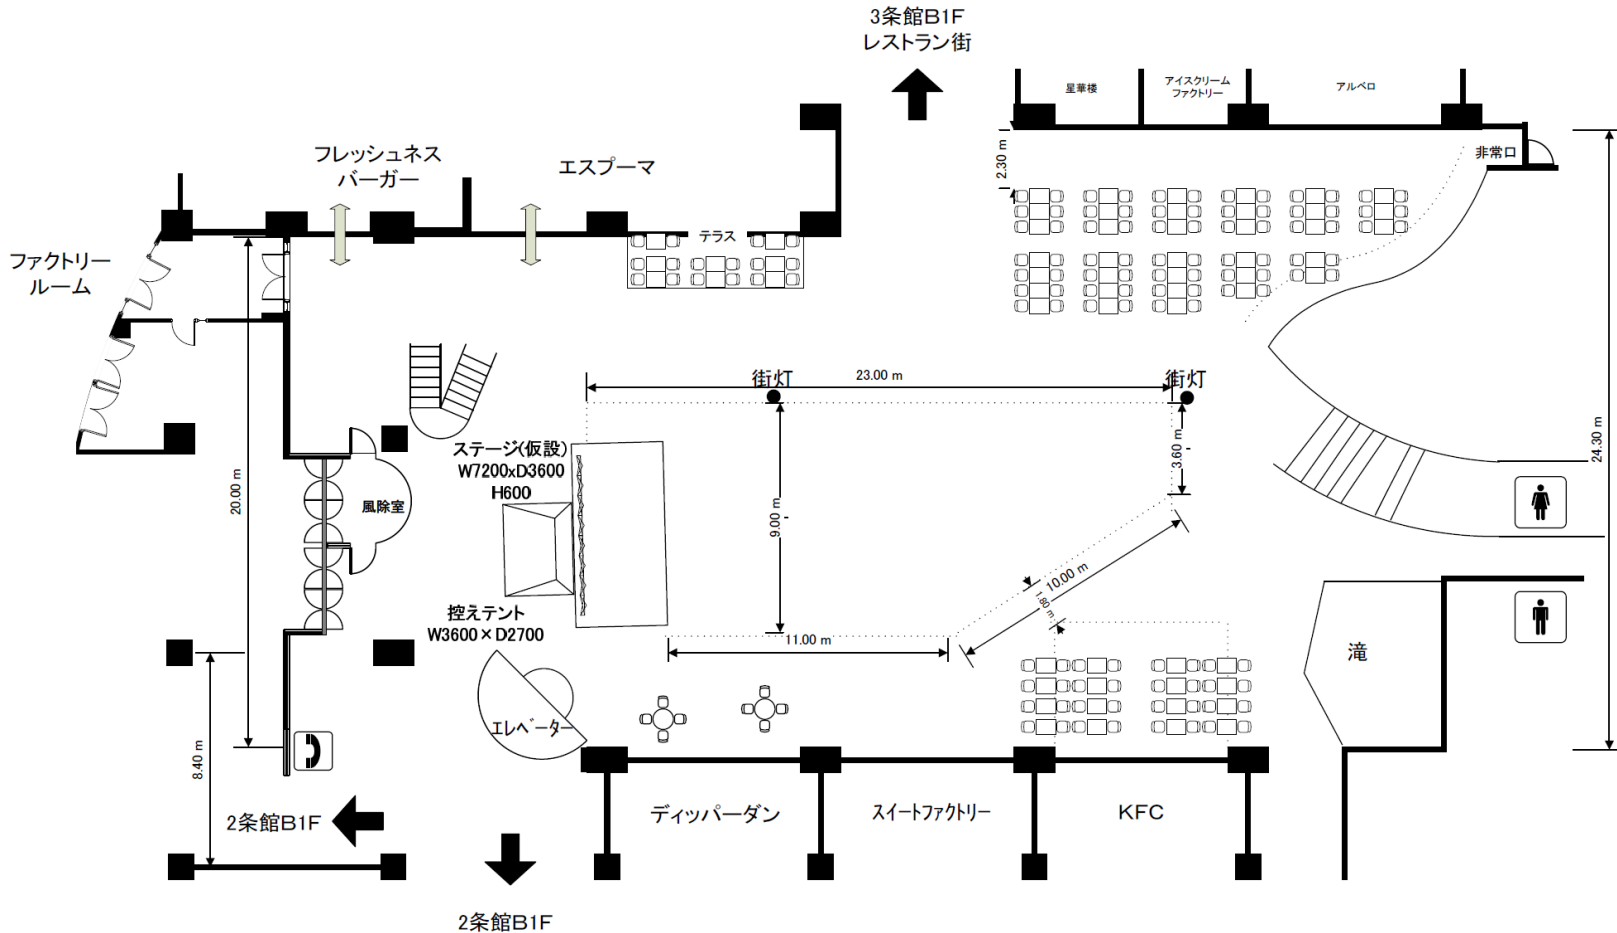 3条館B1F
レストラン街
星華楼
アイスクリーム
ファクトリー
アルベロ
非常口
2.30 m
フレッシュネス
バーガー
エスプーマ
テラス
ファクトリー
ルーム
街灯
23.00 m
街灯
ステージ(仮設)
W7200xD3600
H600
20.00 m
風除室
9.00 m
3.60 m
24.30 m
10.00 m
1.80 m
控えテント
W3600×D2700
11.00 m
滝
エレベーター
8.40 m
2条館B1F
ディッパーダン
スイートファクトリー
KFC
2条館B1F